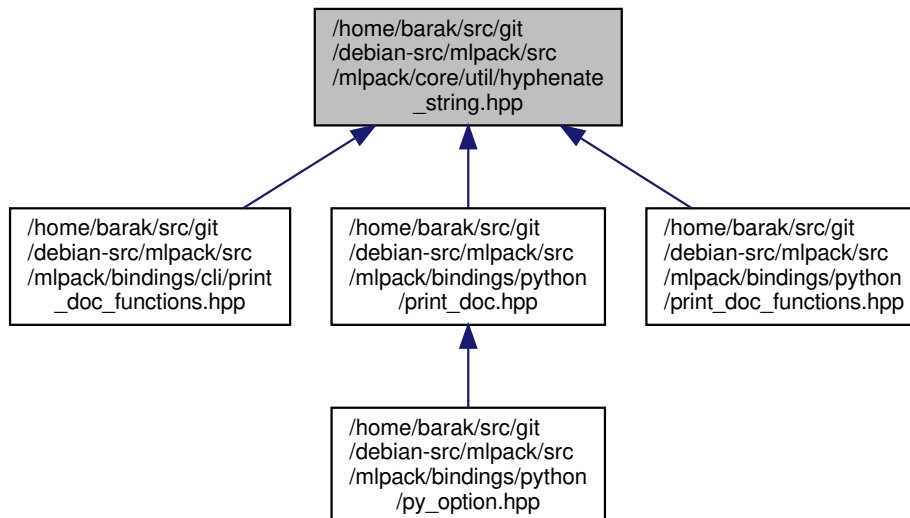 /home/barak/src/git
/debian-src/mlpack/src
/mlpack/core/util/hyphenate
_string.hpp
/home/barak/src/git
/debian-src/mlpack/src
/mlpack/bindings/cli/print
_doc_functions.hpp
/home/barak/src/git
/debian-src/mlpack/src
/mlpack/bindings/python
/print_doc.hpp
/home/barak/src/git
/debian-src/mlpack/src
/mlpack/bindings/python
/print_doc_functions.hpp
/home/barak/src/git
/debian-src/mlpack/src
/mlpack/bindings/python
/py_option.hpp